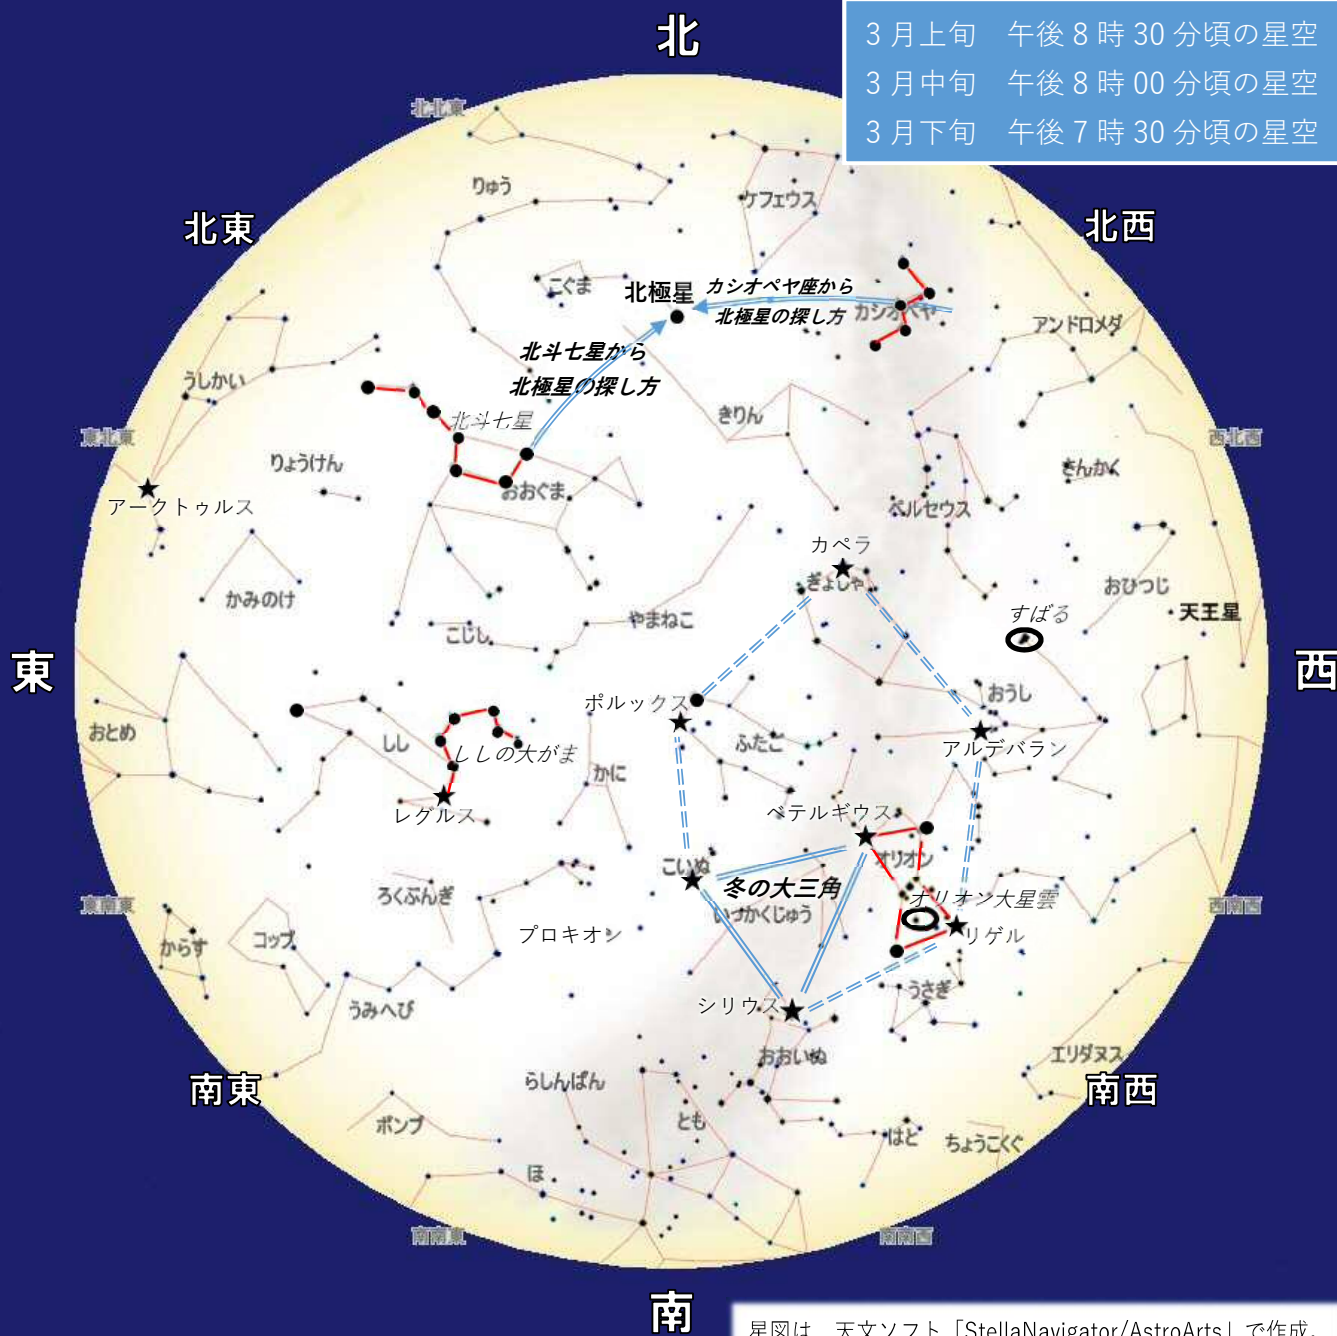 北
3月上旬　午後8時30分頃の星空
3月中旬　午後8時00分頃の星空
3月下旬　午後7時30分頃の星空
北北東
りゅう
ケフェウス
北東
北西
こぐま
北極星
カシオペヤ座から
北極星の探し方
カシオペヤ
アンドロメダ
北斗七星から
北極星の探し方
うしかい
きりん
北斗七星
東北東
西北西
りょうけん
さんかく
おおぐま
アークトゥルス
ペルセウス
カペラ
ぎょしゃ
おひつじ
かみのけ
すばる
天王星
やまねこ
こじし
東
西
ポルックス
おうし
おとめ
しし
ししの大がま
ふたご
アルデバラン
かに
レグルス
ベテルギウス
オリオン
こいぬ
冬の大三角
ろくぶんぎ
オリオン大星雲
東南東
西南西
いっかくじゅう
からす
コップ
プロキオン
リゲル
うさぎ
シリウス
うみへび
おおいぬ
エリダヌス
南東
南西
らしんばん
ポンプ
とも
はと
ちょうこくぐ
ほ
南南東
南南西
南
星図は、天文ソフト「StellaNavigator/AstroArts」で作成。